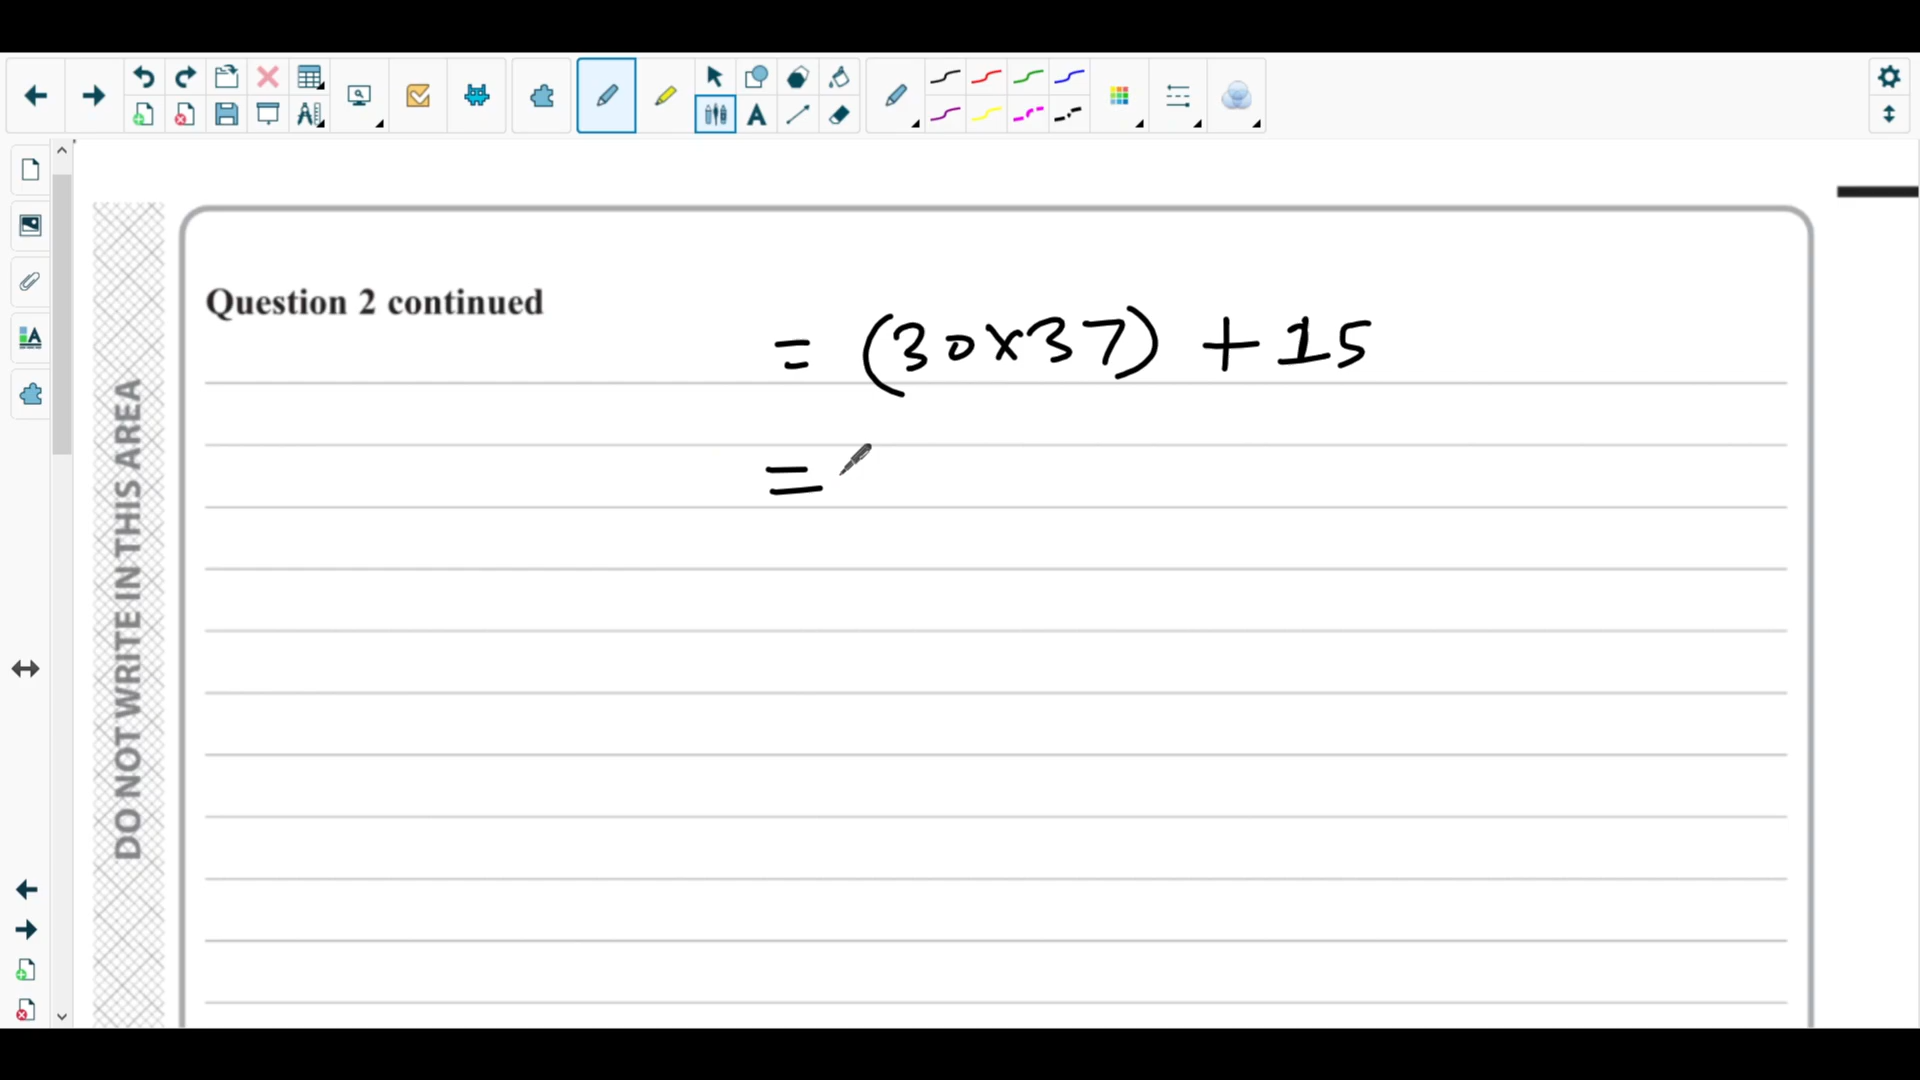 Question 2 continued
= (30×37) + 15
=
DO NOT WRITE IN THIS AREA